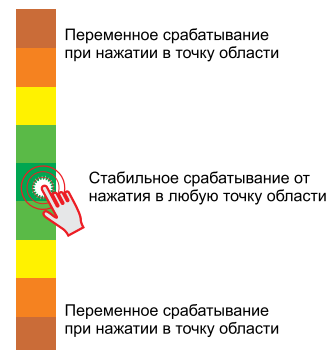 Переменное срабатывание
при нажатии в точку области
Стабильное срабатывание от
нажатия в любую точку области
Переменное срабатывание
при нажатии в точку области